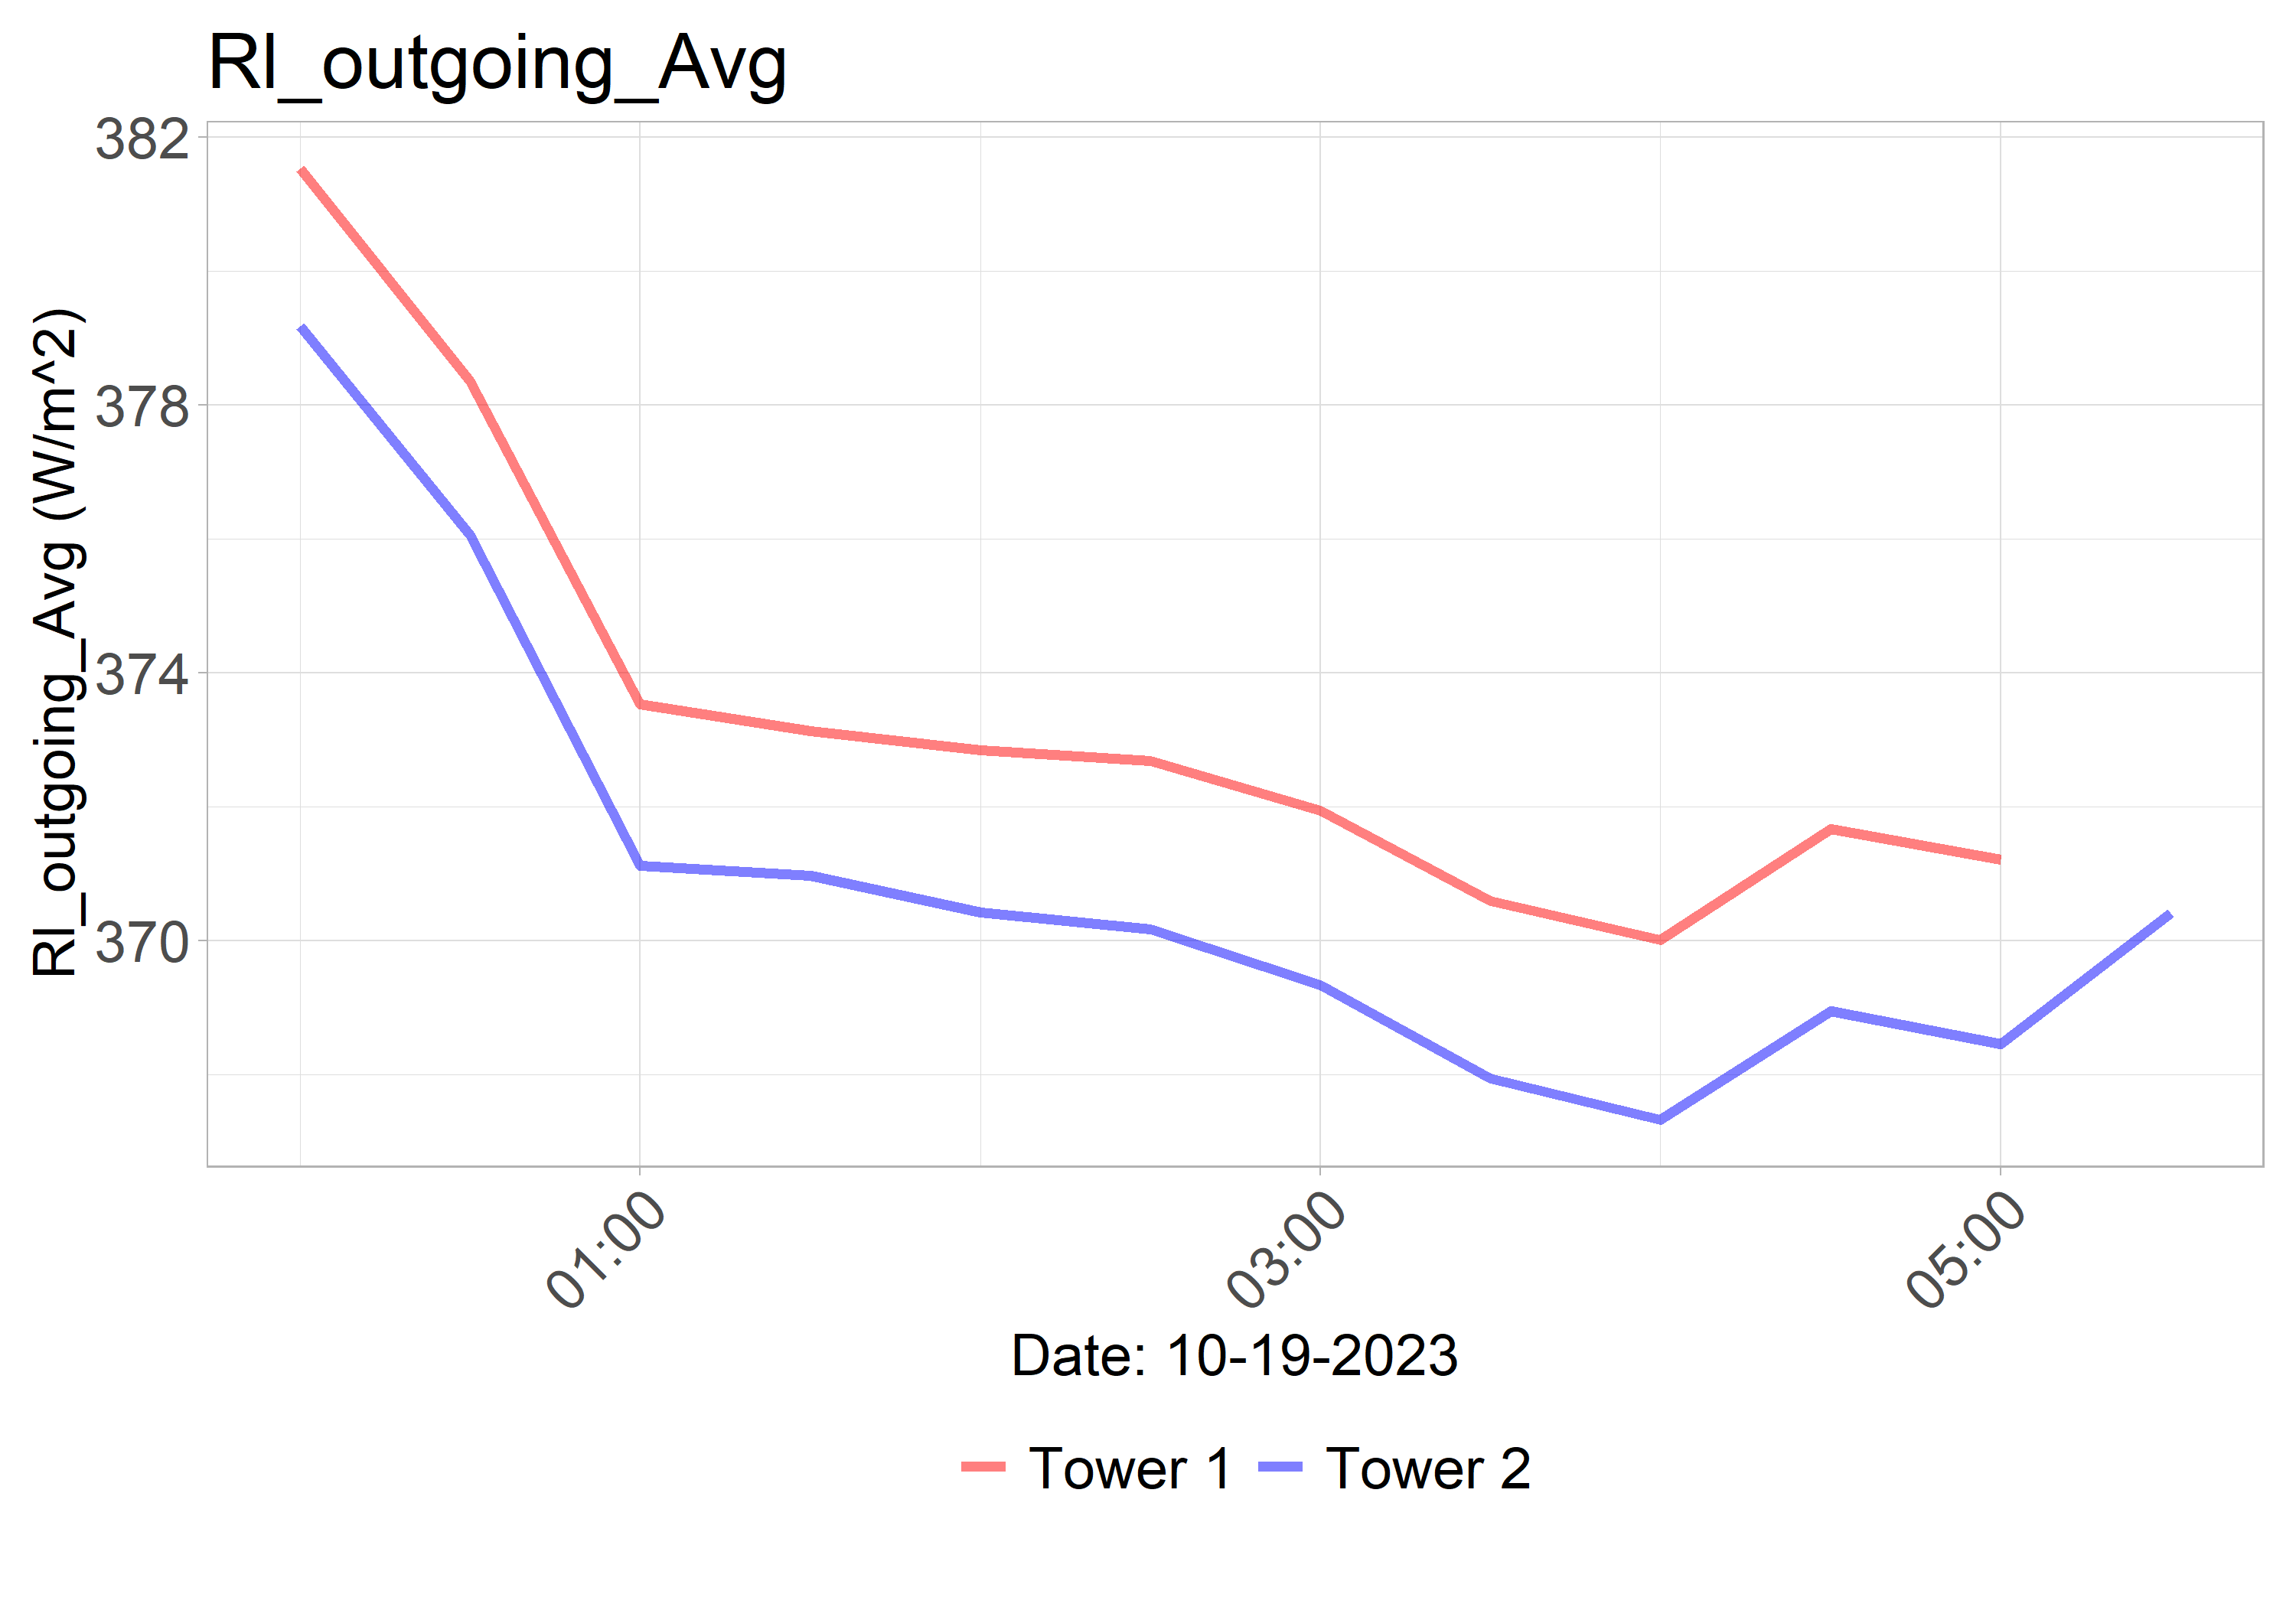 Rl_outgoing_Avg
Rl_outgoing_Avg (W/m^2)
382
378
374
370
01:00
03:00
05:00
Date: 10-19-2023
Tower 1
Tower 2